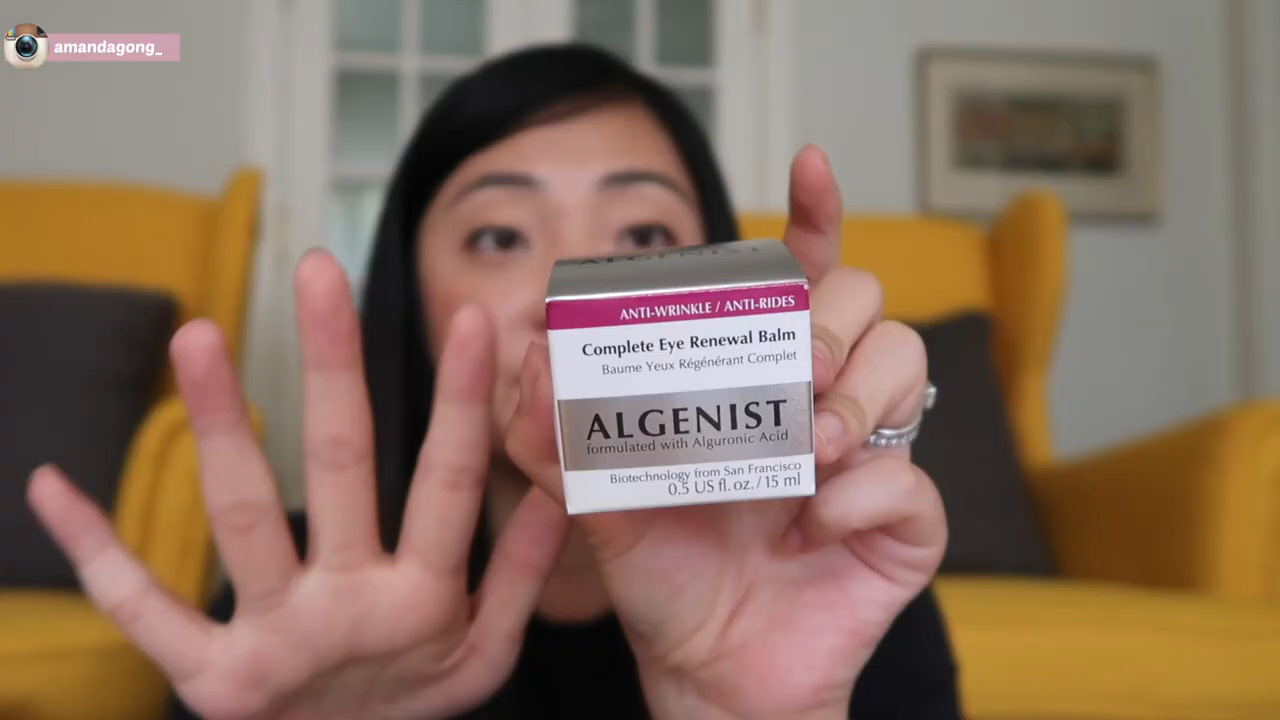 amandagong_
ALGENIST
ANTI-WRINKLE / ANTI-RIDES
Complete Eye Renewal Balm
Baume Yeux Régénérant Complet
ALGENIST
formulated with Alguronic Acid
Biotechnology from San Francisco
0.5 US fl. oz. / 15 ml